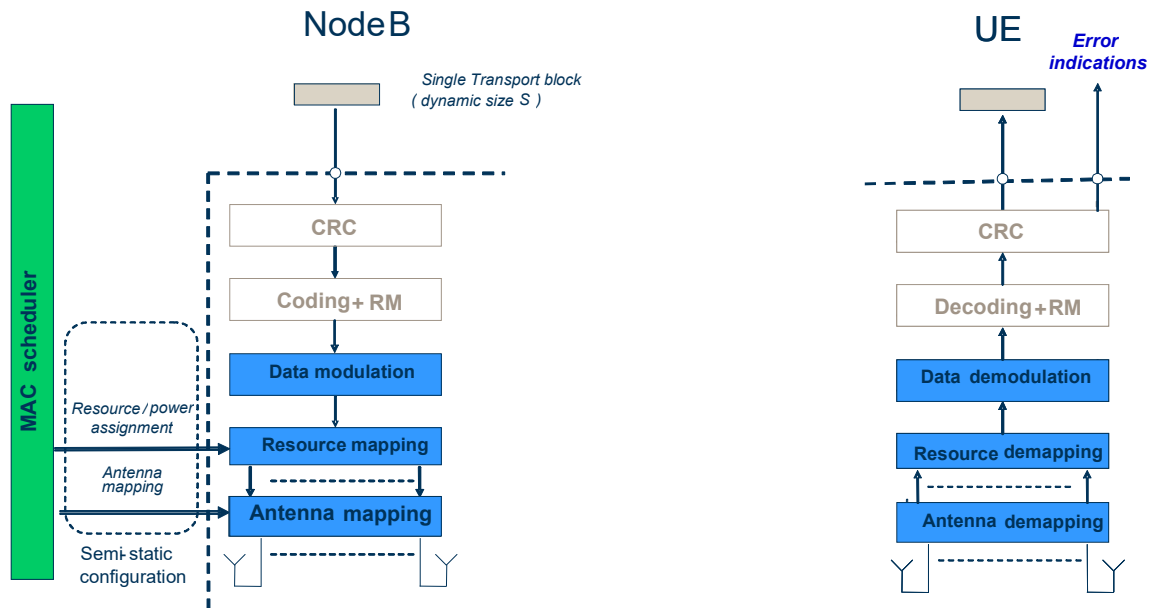 NodeB
UE
Error
indications
Single Transport block
( dynamic size S )
MAC scheduler
CRC
Coding+ RM
Data modulation
Resource/ power
assignment
Resource mapping
Antenna
mapping
Antenna mapping
Semi-static
configuration
CRC
Decoding+RM
Data demodulation
Resource demapping
Antenna demapping